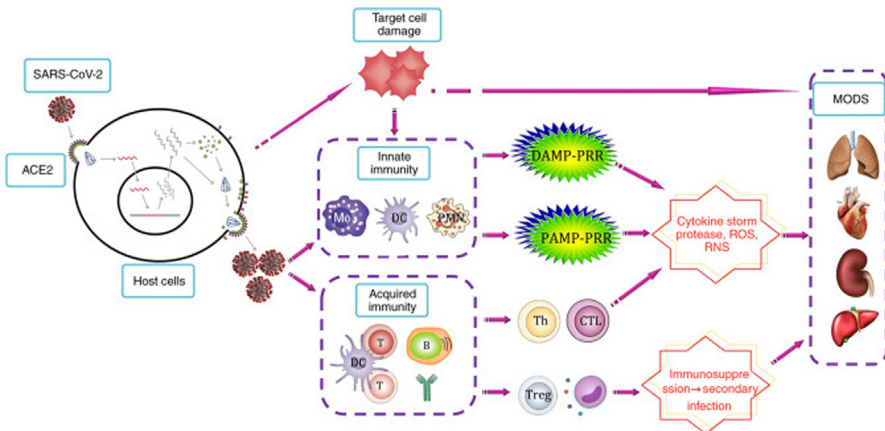 Target cell
damage
SARS-CoV-2
MODS
ACE2
Innate
immunity
DAMP-PRR
Mo
DC
PMN
PAMP-PRR
Cytokine storm
protease, ROS,
RNS
Host cells
Acquired
immunity
Th
CTL
T
B
DC
T
Treg
Immunosuppre
ssion→secondary
infection